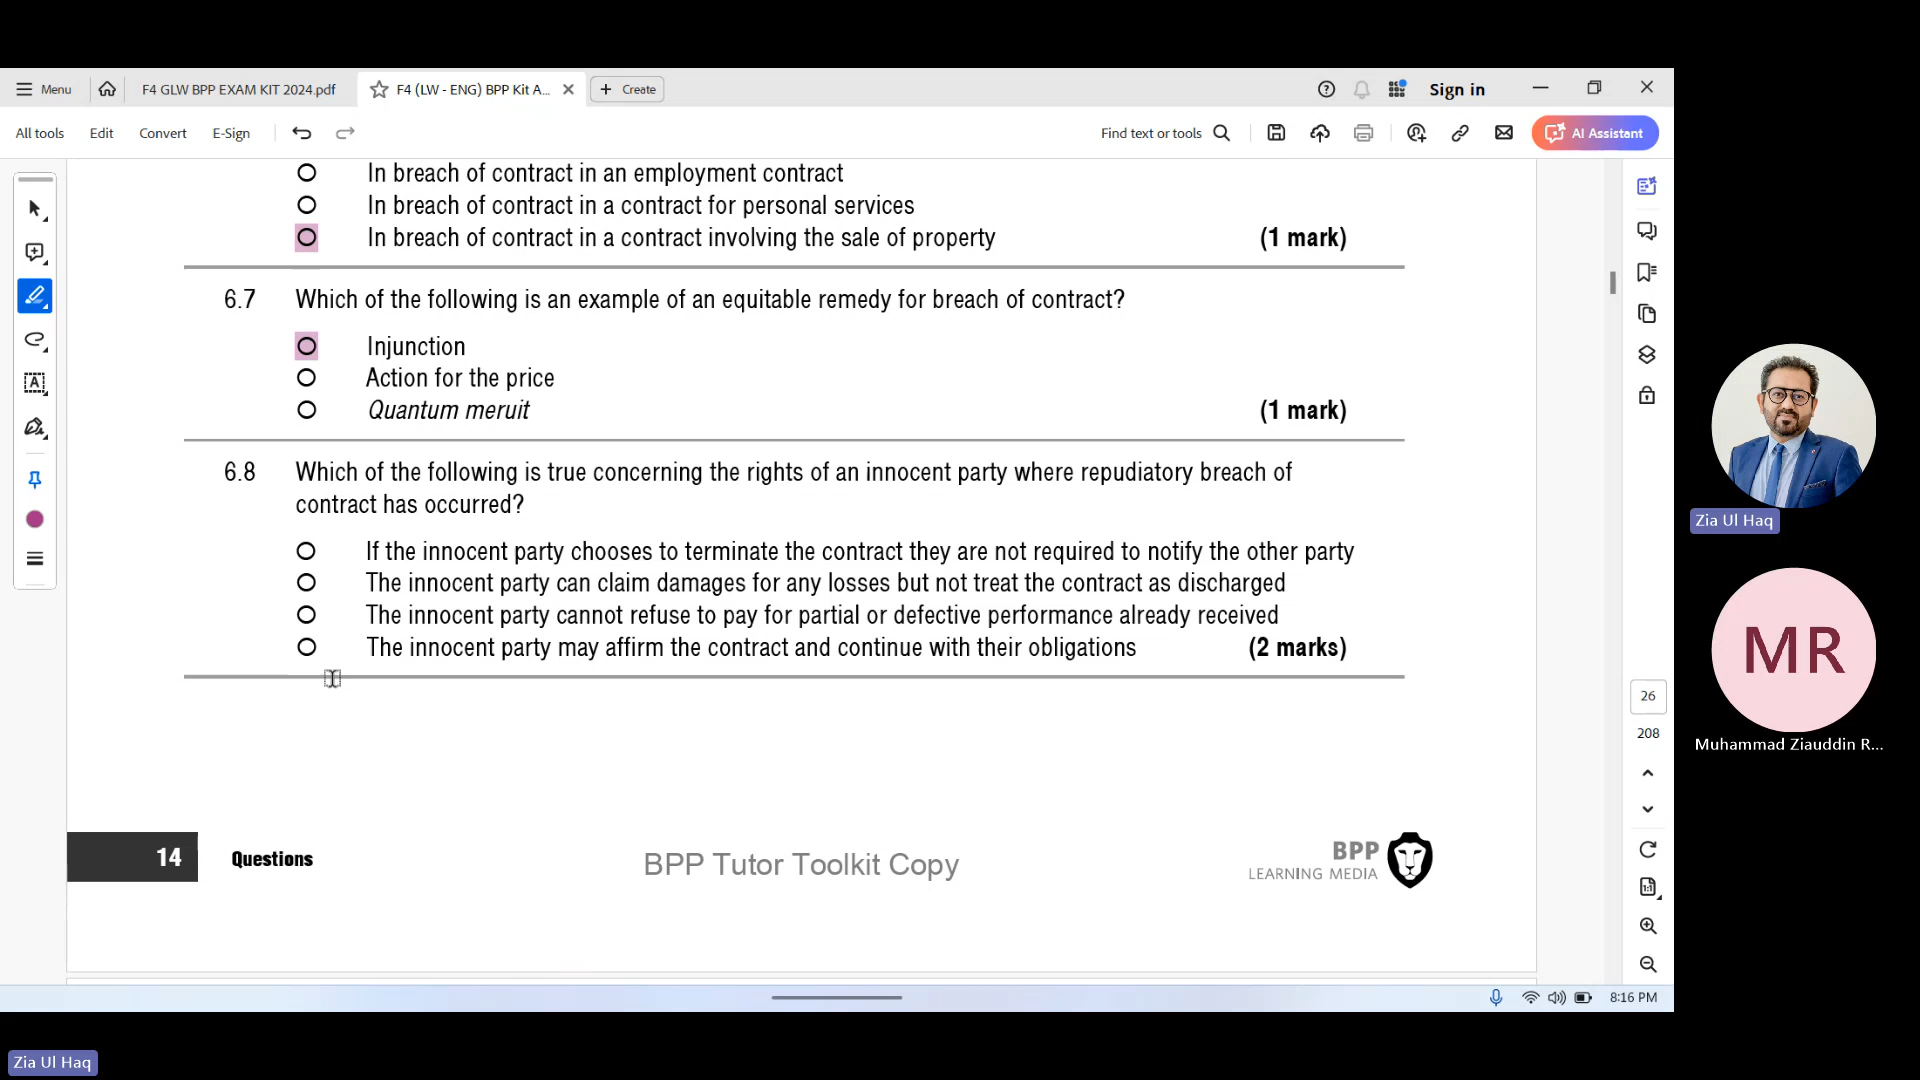 Menu
F4 GLW BPP EXAM KIT 2024.pdf
F4 (LW - ENG) BPP Kit A...
Create
Sign in
All tools
Edit
Convert
E-Sign
Find text or tools
AI Assistant
In breach of contract in an employment contract
In breach of contract in a contract for personal services
In breach of contract in a contract involving the sale of property (1 mark)
6.7 Which of the following is an example of an equitable remedy for breach of contract?
Injunction
Action for the price
Quantum meruit (1 mark)
6.8 Which of the following is true concerning the rights of an innocent party where repudiatory breach of
contract has occurred?
If the innocent party chooses to terminate the contract they are not required to notify the other party
The innocent party can claim damages for any losses but not treat the contract as discharged
The innocent party cannot refuse to pay for partial or defective performance already received
The innocent party may affirm the contract and continue with their obligations (2 marks)
14 Questions
BPP Tutor Toolkit Copy
BPP
LEARNING MEDIA
26
208
8:16 PM
Zia Ul Haq
MR
Muhammad Ziauddin R...
Zia Ul Haq